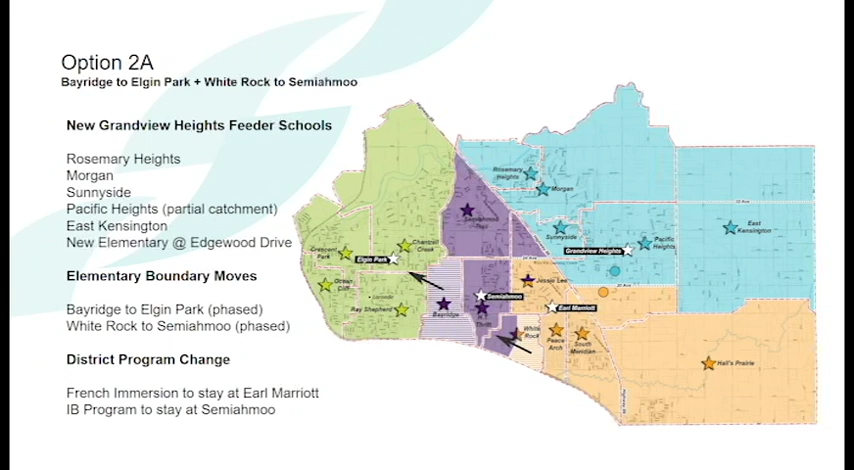 Option 2A
Bayridge to Elgin Park + White Rock to Semiahmoo
New Grandview Heights Feeder Schools
Rosemary Heights
Morgan
Sunnyside
Pacific Heights (partial catchment)
East Kensington
New Elementary @ Edgewood Drive
Elementary Boundary Moves
Bayridge to Elgin Park (phased)
White Rock to Semiahmoo (phased)
District Program Change
French Immersion to stay at Earl Marriott
IB Program to stay at Semiahmoo
Rosemary
Heights
Morgan
Semiahmoo
Trail
Sunnyside
Grandview Heights
Pacific
Heights
East
Kensington
Crescent
Park
Elgin Park
Chantrell
Creek
Ocean
Cliff
Laronde
Ray Shepherd
Bayridge
Semiahmoo
H.T.
Thrift
Jessie Lee
Earl Marriott
White
Rock
Peace
Arch
South
Meridian
Hall's Prairie